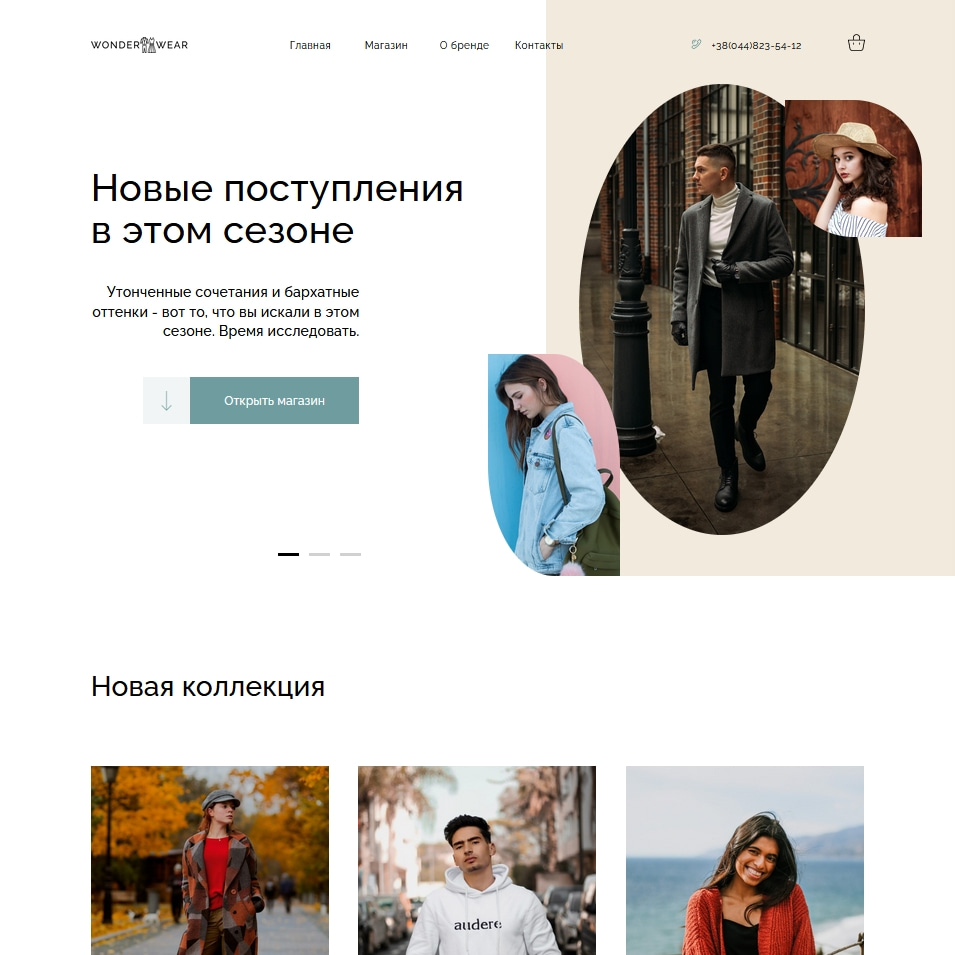 WONDER WEAR
Главная
Магазин
О бренде
Контакты
+38(044)823-54-12
Новые поступления
в этом сезоне
Утонченные сочетания и бархатные
оттенки - вот то, что вы искали в этом
сезоне. Время исследовать.
Открыть магазин
Новая коллекция
audere